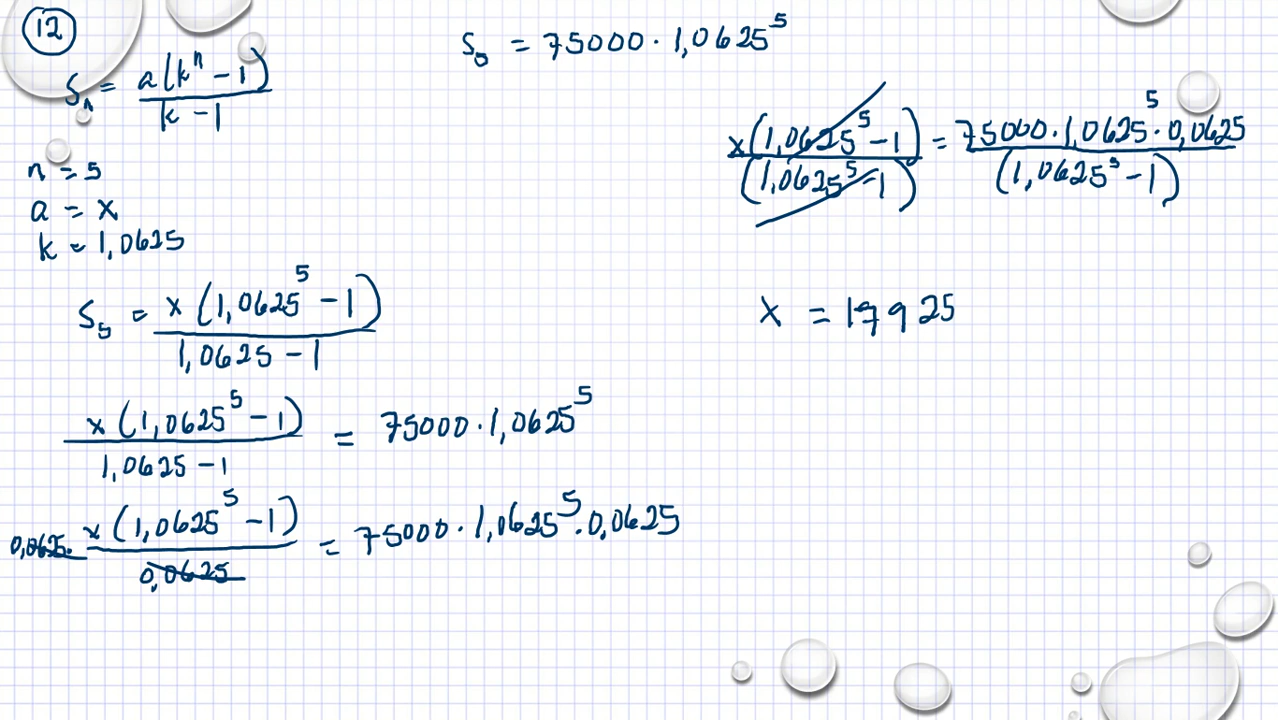 12
Sₙ = a(kⁿ - 1) / k - 1
n = 5
a = x
k = 1,0625
S₅ = x (1,0625⁵ - 1) / 1,0625 - 1
x (1,0625⁵ - 1) / 1,0625 - 1 = 75000 · 1,0625⁵
0,0625 · x (1,0625⁵ - 1) / 0,0625 = 75000 · 1,0625⁵ · 0,0625
S₅ = 75000 · 1,0625⁵
x (1,0625⁵ - 1) / (1,0625⁵ - 1) = 75000 · 1,0625⁵ · 0,0625 / (1,0625⁵ - 1)
x = 17925